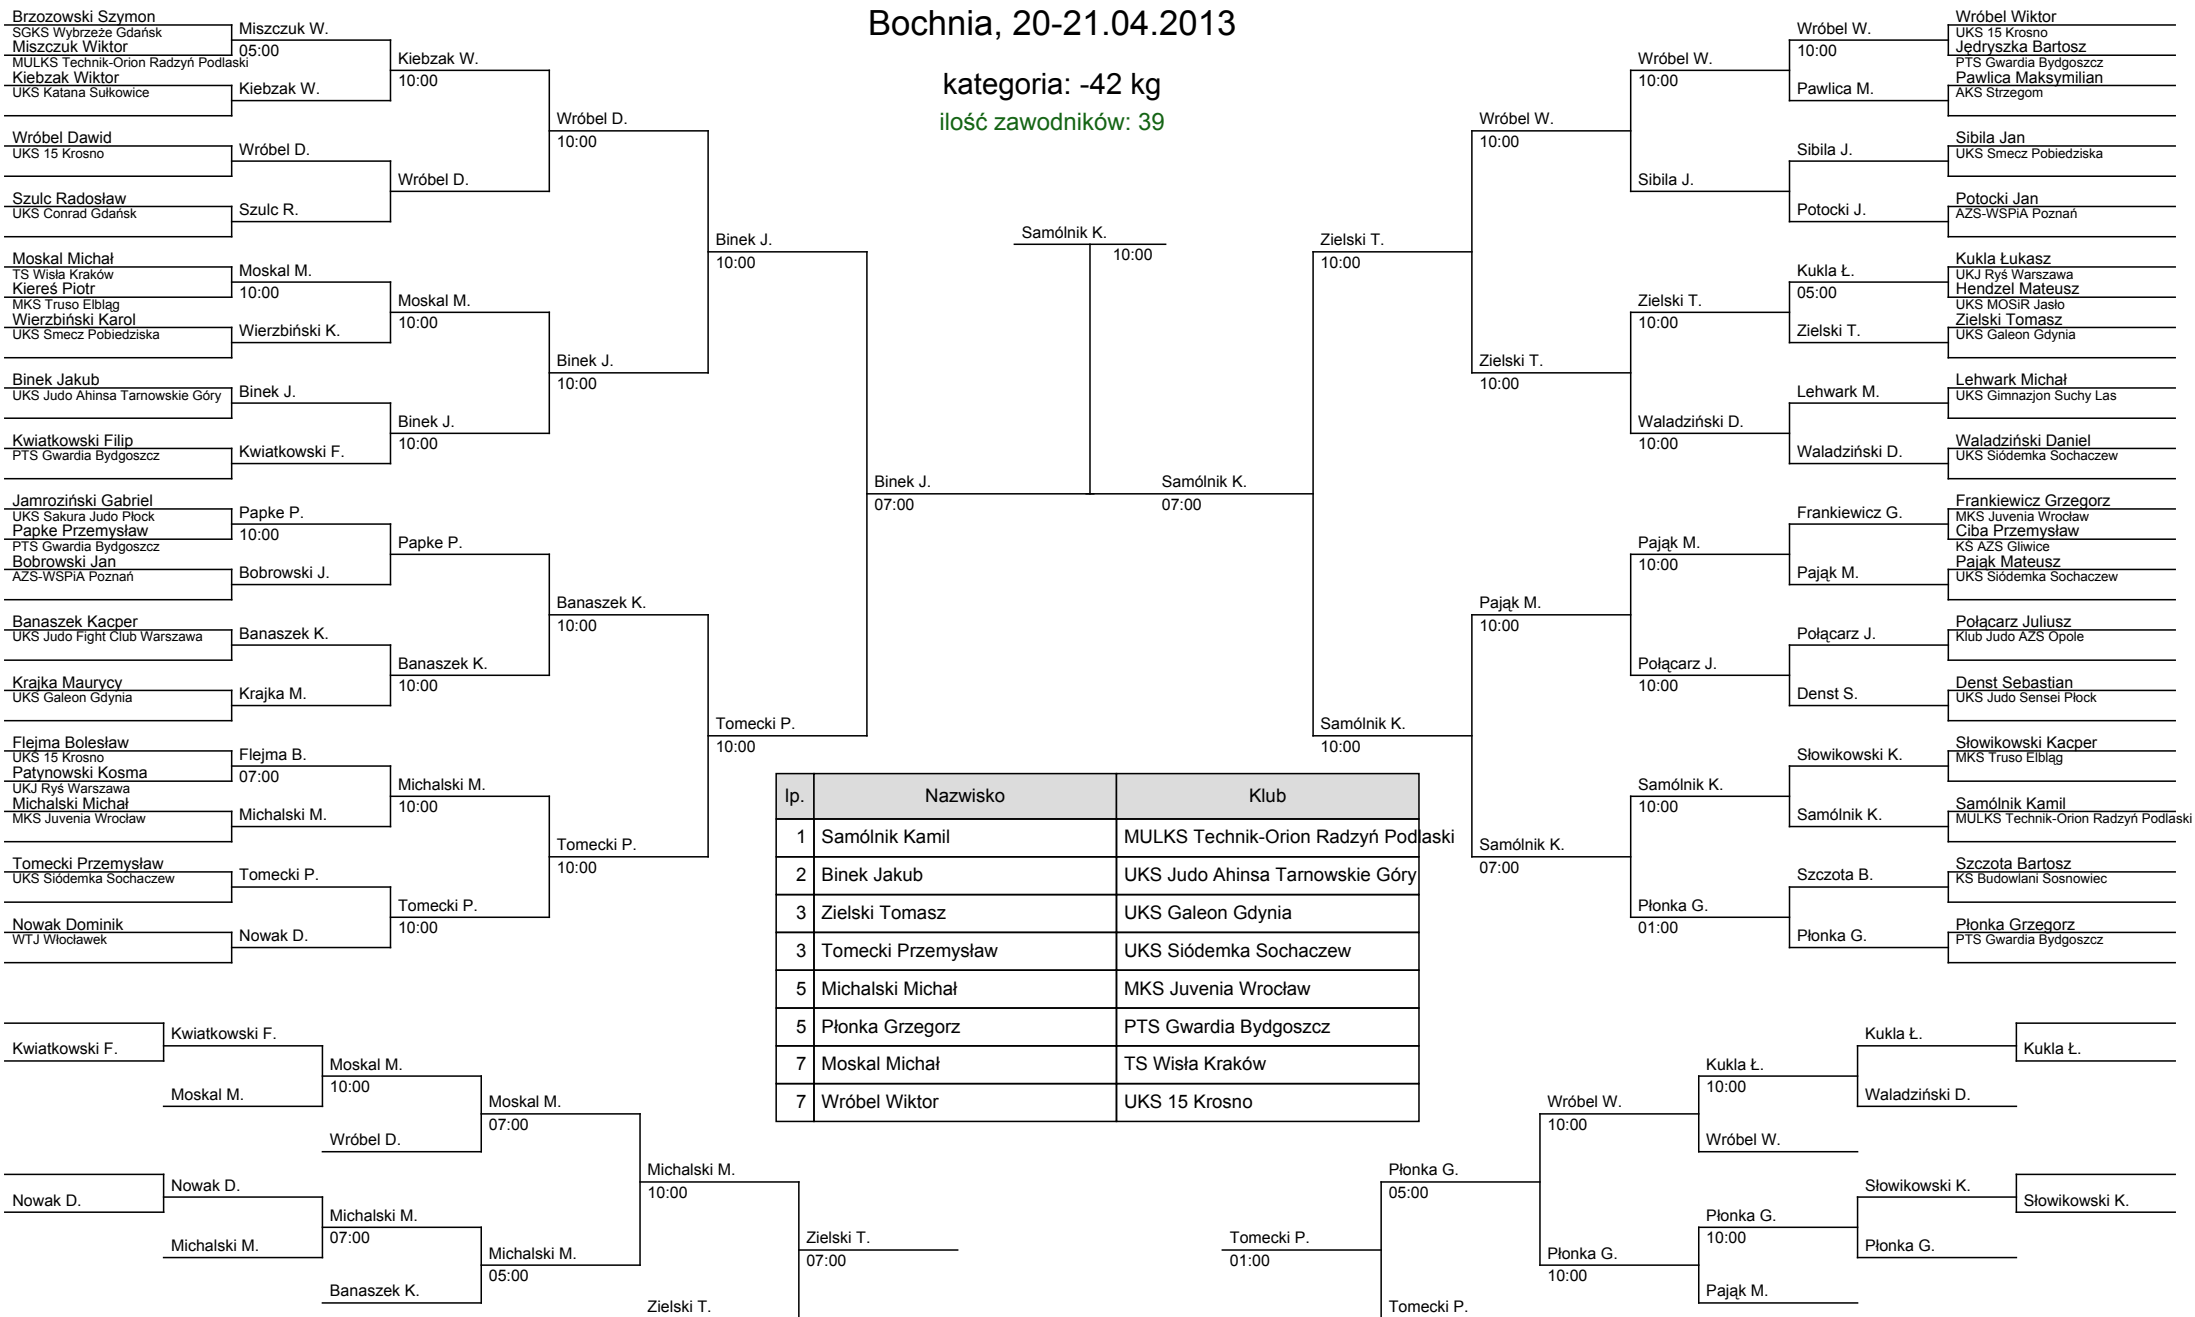 Bochnia, 20-21.04.2013
kategoria: -42 kg
ilość zawodników: 39
Brzozowski Szymon
SGKS Wybrzeże Gdańsk
Miszczuk Wiktor
MULKS Technik-Orion Radzyń Podlaski
Kiebzak Wiktor
UKS Katana Sułkowice
Wróbel Dawid
UKS 15 Krosno
Szulc Radosław
UKS Conrad Gdańsk
Moskal Michał
TS Wisła Kraków
Kiereś Piotr
MKS Truso Elbląg
Wierzbiński Karol
UKS Smecz Pobiedziska
Binek Jakub
UKS Judo Ahinsa Tarnowskie Góry
Kwiatkowski Filip
PTS Gwardia Bydgoszcz
Jamroziński Gabriel
UKS Sakura Judo Płock
Papke Przemysław
PTS Gwardia Bydgoszcz
Bobrowski Jan
AZS-WSPiA Poznań
Banaszek Kacper
UKS Judo Fight Club Warszawa
Krajka Maurycy
UKS Galeon Gdynia
Flejma Bolesław
UKS 15 Krosno
Patynowski Kosma
UKJ Ryś Warszawa
Michalski Michał
MKS Juvenia Wrocław
Tomecki Przemysław
UKS Siódemka Sochaczew
Nowak Dominik
WTJ Włocławek
Miszczuk W.
05:00
Kiebzak W.
Wróbel D.
Szulc R.
Moskal M.
10:00
Wierzbiński K.
Binek J.
Kwiatkowski F.
Papke P.
10:00
Bobrowski J.
Banaszek K.
Krajka M.
Flejma B.
07:00
Michalski M.
Tomecki P.
Nowak D.
Kiebzak W.
10:00
Wróbel D.
Moskal M.
10:00
Binek J.
10:00
Papke P.
Banaszek K.
10:00
Michalski M.
10:00
Tomecki P.
10:00
Wróbel D.
10:00
Binek J.
10:00
Banaszek K.
10:00
Tomecki P.
10:00
Binek J.
10:00
Tomecki P.
10:00
Binek J.
07:00
Samólnik K.
10:00
Samólnik K.
07:00
Zielski T.
10:00
Samólnik K.
10:00
Wróbel W.
10:00
Zielski T.
10:00
Pająk M.
10:00
Samólnik K.
07:00
Wróbel W.
10:00
Sibila J.
Zielski T.
10:00
Waladziński D.
10:00
Pająk M.
10:00
Połącarz J.
10:00
Samólnik K.
10:00
Płonka G.
01:00
Wróbel W.
10:00
Pawlica M.
Sibila J.
Potocki J.
Kukla Ł.
05:00
Zielski T.
Lehwark M.
Waladziński D.
Frankiewicz G.
Pająk M.
Połącarz J.
Denst S.
Słowikowski K.
Samólnik K.
Szczota B.
Płonka G.
Wróbel Wiktor
UKS 15 Krosno
Jędryszka Bartosz
PTS Gwardia Bydgoszcz
Pawlica Maksymilian
AKS Strzegom
Sibila Jan
UKS Smecz Pobiedziska
Potocki Jan
AZS-WSPiA Poznań
Kukla Łukasz
UKJ Ryś Warszawa
Hendzel Mateusz
UKS MOSiR Jasło
Zielski Tomasz
UKS Galeon Gdynia
Lehwark Michał
UKS Gimnazjon Suchy Las
Waladziński Daniel
UKS Siódemka Sochaczew
Frankiewicz Grzegorz
MKS Juvenia Wrocław
Ciba Przemysław
KS AZS Gliwice
Pająk Mateusz
UKS Siódemka Sochaczew
Połącarz Juliusz
Klub Judo AZS Opole
Denst Sebastian
UKS Judo Sensei Płock
Słowikowski Kacper
MKS Truso Elbląg
Samólnik Kamil
MULKS Technik-Orion Radzyń Podlaski
Szczota Bartosz
KS Budowlani Sosnowiec
Płonka Grzegorz
PTS Gwardia Bydgoszcz
lp. Nazwisko Klub
1 Samólnik Kamil MULKS Technik-Orion Radzyń Podlaski
2 Binek Jakub UKS Judo Ahinsa Tarnowskie Góry
3 Zielski Tomasz UKS Galeon Gdynia
3 Tomecki Przemysław UKS Siódemka Sochaczew
5 Michalski Michał MKS Juvenia Wrocław
5 Płonka Grzegorz PTS Gwardia Bydgoszcz
7 Moskal Michał TS Wisła Kraków
7 Wróbel Wiktor UKS 15 Krosno
Kwiatkowski F.
Nowak D.
Kwiatkowski F.
Moskal M.
Nowak D.
Michalski M.
Moskal M.
10:00
Wróbel D.
Michalski M.
07:00
Banaszek K.
Moskal M.
07:00
Michalski M.
05:00
Michalski M.
10:00
Zielski T.
Zielski T.
07:00
Tomecki P.
01:00
Płonka G.
05:00
Tomecki P.
Wróbel W.
10:00
Płonka G.
10:00
Kukla Ł.
10:00
Wróbel W.
Płonka G.
10:00
Pająk M.
Kukla Ł.
Waladziński D.
Słowikowski K.
Płonka G.
Kukla Ł.
Słowikowski K.